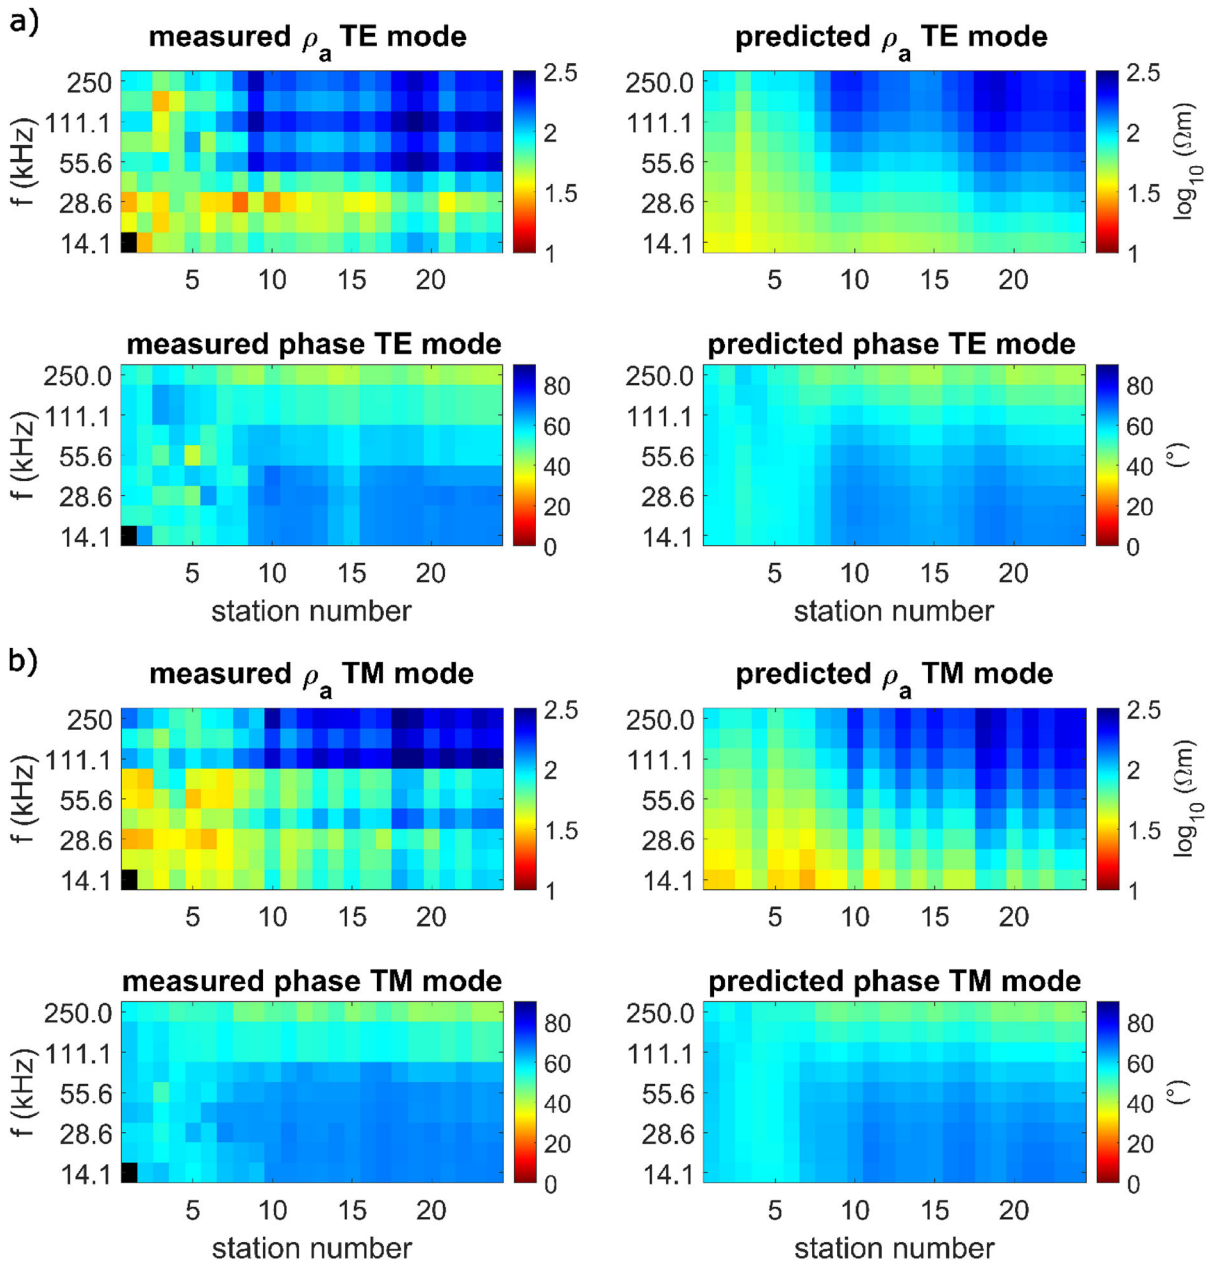 a)
measured ρa TE mode
predicted ρa TE mode
f (kHz)
250
111.1
55.6
28.6
14.1
5 10 15 20
2.5
2
1.5
1
250.0
111.1
55.6
28.6
14.1
5 10 15 20
2.5
2
1.5
1
log10 (Ωm)
measured phase TE mode
predicted phase TE mode
f (kHz)
250.0
111.1
55.6
28.6
14.1
5 10 15 20
station number
80
60
40
20
0
250.0
111.1
55.6
28.6
14.1
5 10 15 20
station number
80
60
40
20
0
(°)
b)
measured ρa TM mode
predicted ρa TM mode
f (kHz)
250
111.1
55.6
28.6
14.1
5 10 15 20
2.5
2
1.5
1
250.0
111.1
55.6
28.6
14.1
5 10 15 20
2.5
2
1.5
1
log10 (Ωm)
measured phase TM mode
predicted phase TM mode
f (kHz)
250.0
111.1
55.6
28.6
14.1
5 10 15 20
station number
80
60
40
20
0
250.0
111.1
55.6
28.6
14.1
5 10 15 20
station number
80
60
40
20
0
(°)